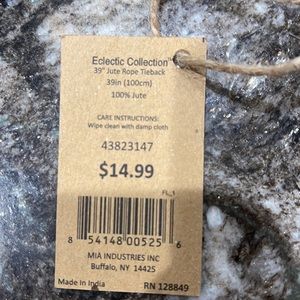 Eclectic Collection™
39" Jute Rope Tieback
39in (100cm)
100% Jute
CARE INSTRUCTIONS:
Wipe clean with damp cloth
43823147
$14.99
FL_1
8 54148 00525 6
MIA INDUSTRIES INC
Buffalo, NY 14425
Made In India RN 128849